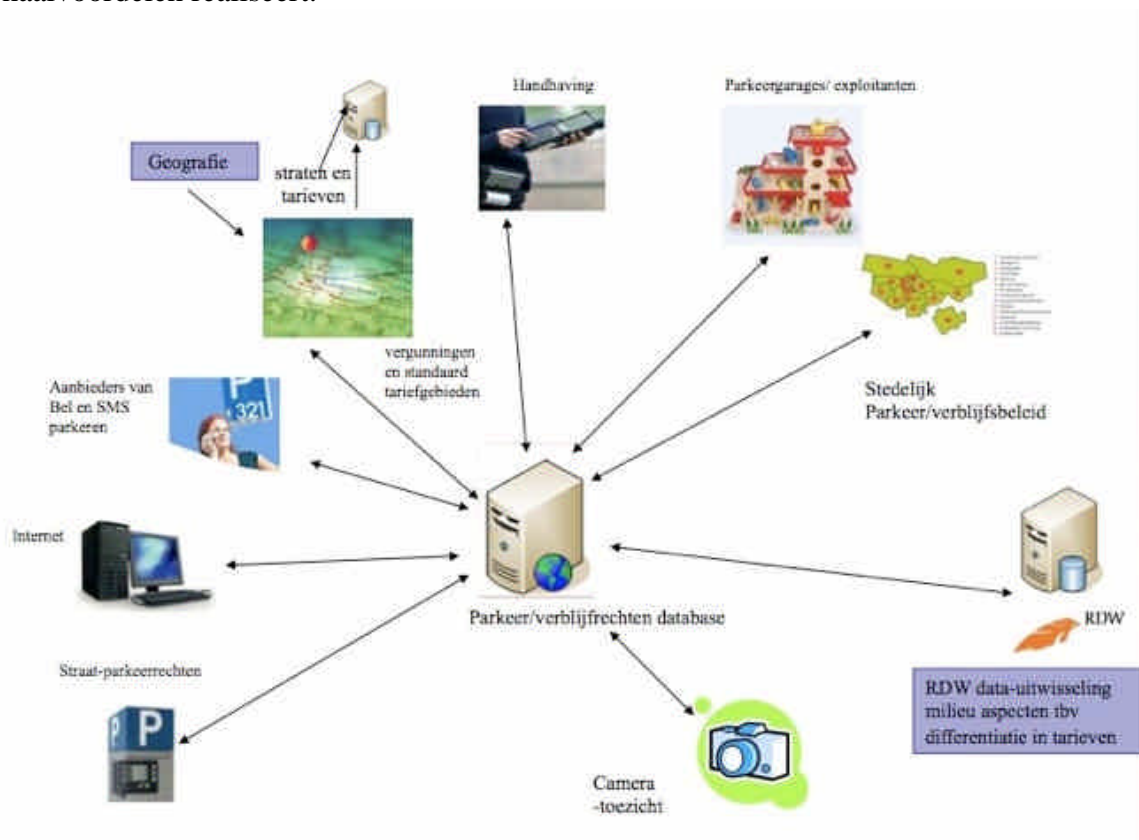 Handhaving
Parkeergarages/ exploitanten
Geografie
straten en
tarieven
vergunningen
en standaard
tariefgebieden
Aanbieders van
Bel en SMS
parkeren
P
321
Stedelijk
Parkeer/verblijfsbeleid
Internet
Parkeer/verblijfrechten database
RDW
Straat-parkeerrechten
P
P
RDW data-uitwisseling
milieu aspecten tbv
differentiatie in tarieven
Camera
-toezicht